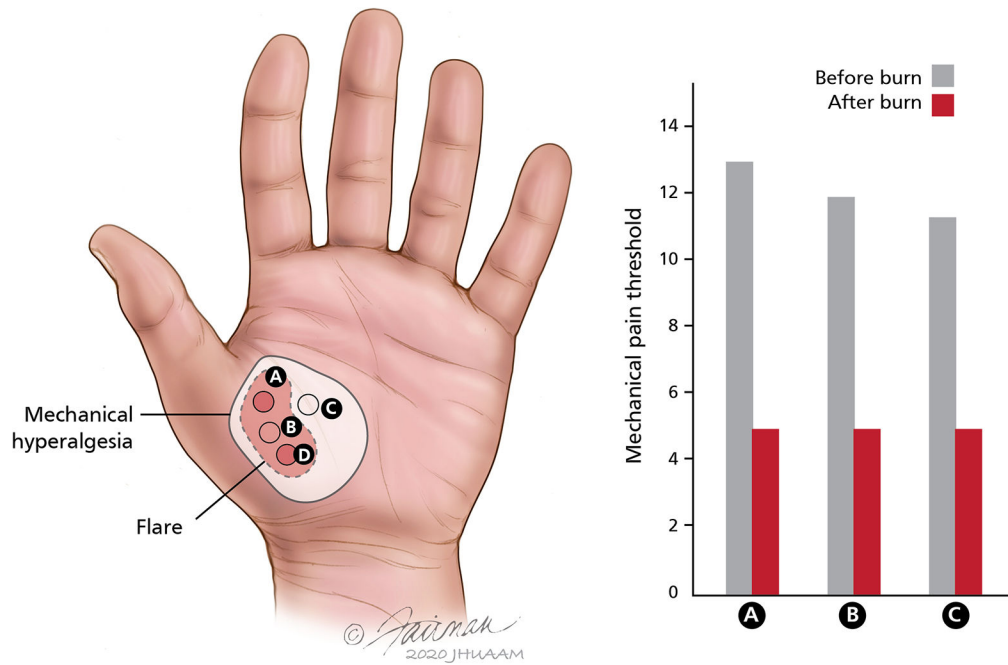 Mechanical
hyperalgesia
Flare
A
B
C
D
© Fairman
2020 JHUAAM
Before burn
After burn
Mechanical pain threshold
14
12
10
8
6
4
2
0
A
B
C